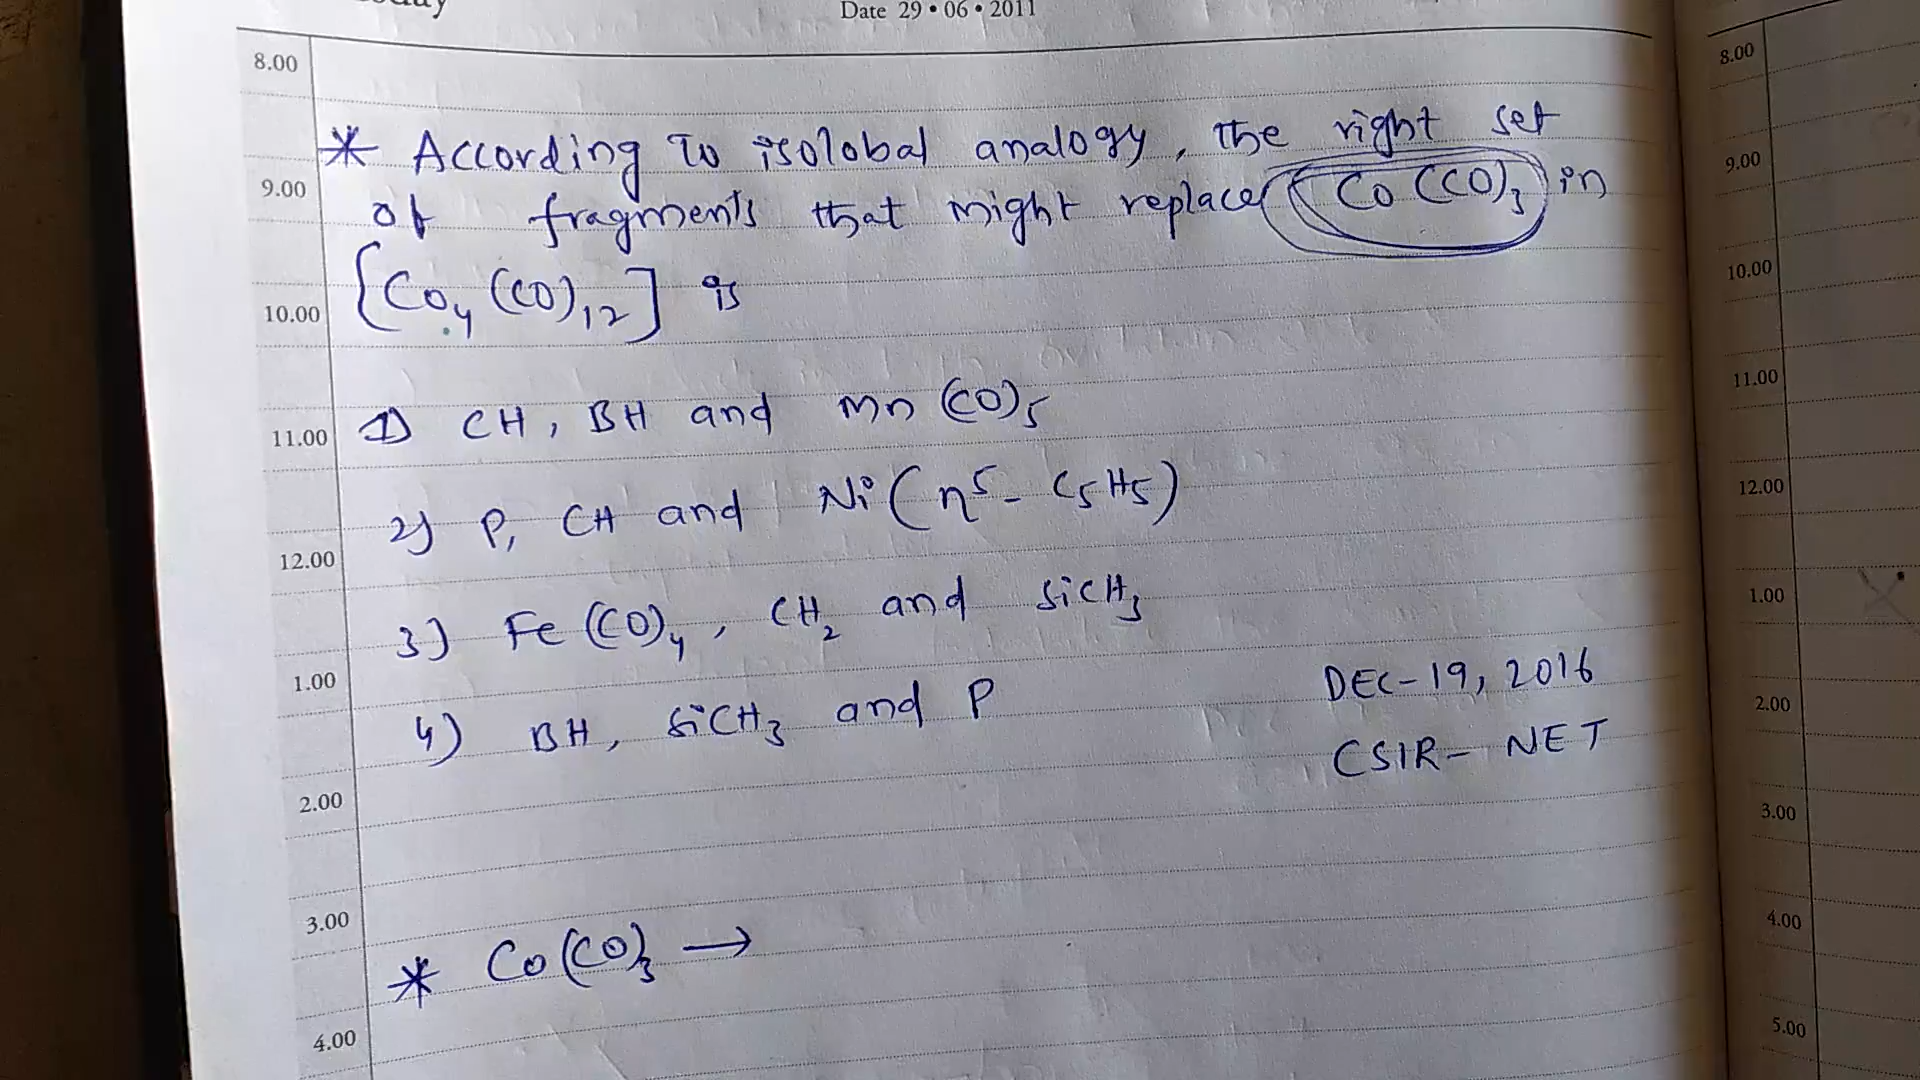 Date 29•06•2011
8.00
* According to isolobal analogy, the right set
9.00
of fragments that might replace Co(CO)₃ in
[Co₄(CO)₁₂] is
10.00
1) CH, BH and Mn(CO)₅
11.00
2) P, CH and Ni(η⁵-C₅H₅)
12.00
3) Fe(CO)₄, CH₂ and SiCH₃
1.00
4) BH, SiCH₃ and P
DEC-19, 2016
CSIR- NET
2.00
3.00
* Co(CO)₃ →
4.00
8.00
9.00
10.00
11.00
12.00
1.00
2.00
3.00
4.00
5.00